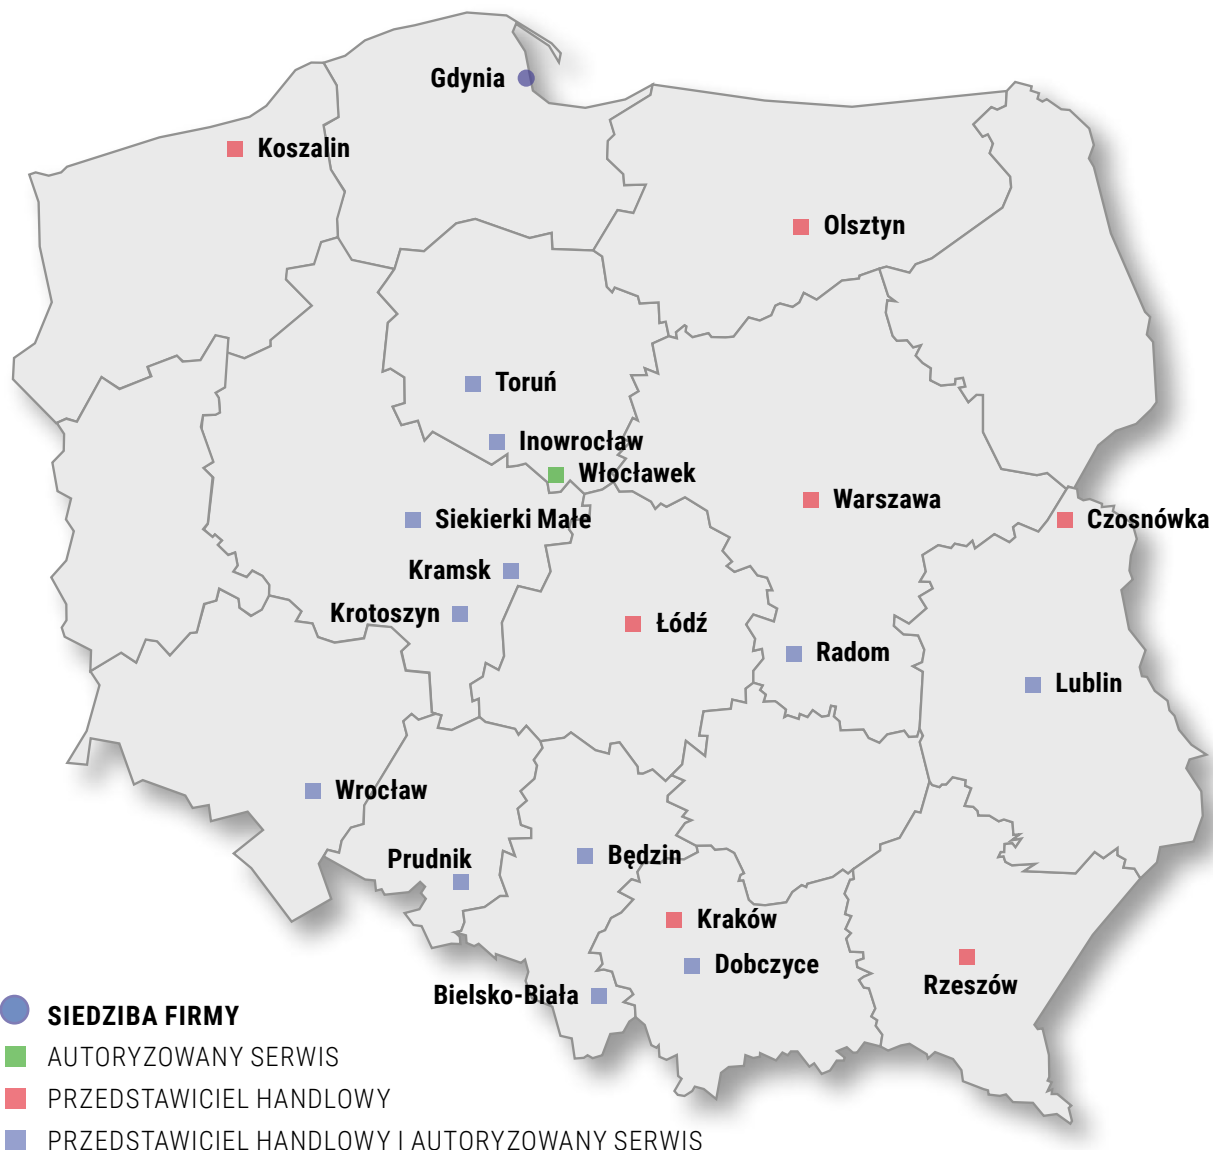 Gdynia
Koszalin
Olsztyn
Toruń
Inowrocław
Włocławek
Warszawa
Siekierki Małe
Czosnówka
Kramsk
Krotoszyn
Łódź
Radom
Lublin
Wrocław
Będzin
Prudnik
Kraków
Dobczyce
Rzeszów
Bielsko-Biała
SIEDZIBA FIRMY
AUTORYZOWANY SERWIS
PRZEDSTAWICIEL HANDLOWY
PRZEDSTAWICIEL HANDLOWY I AUTORYZOWANY SERWIS